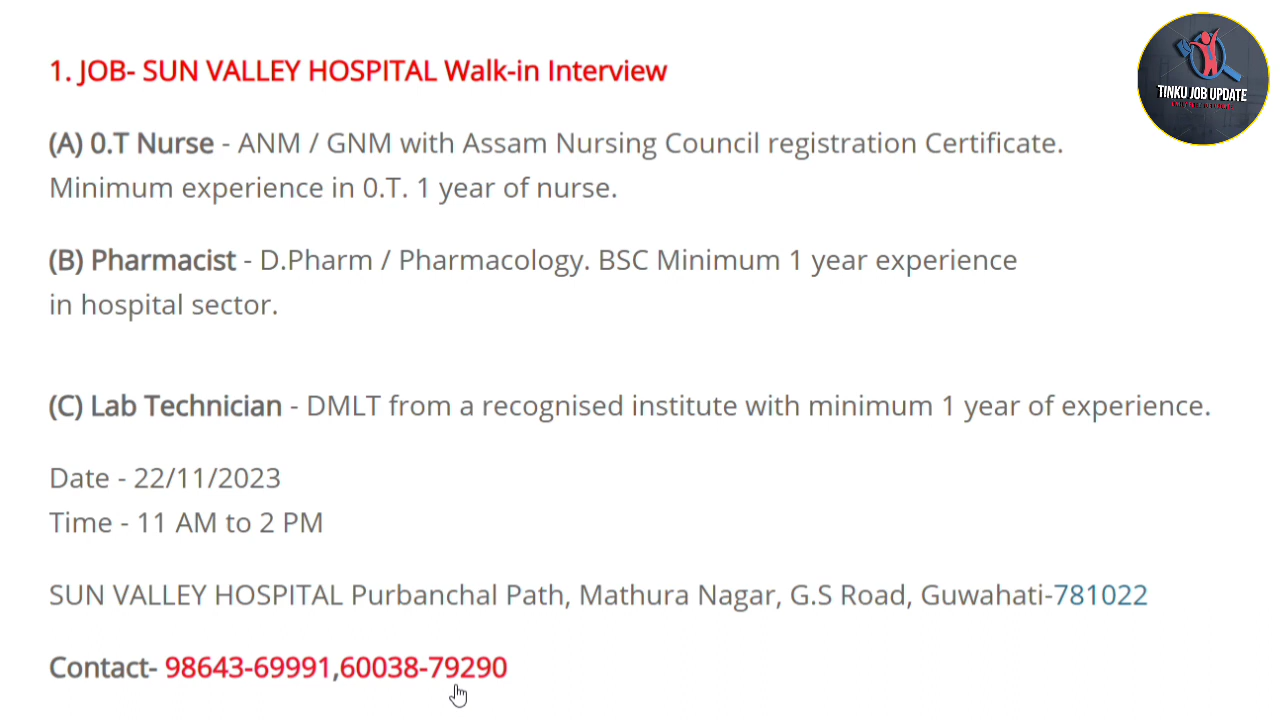 1. JOB- SUN VALLEY HOSPITAL Walk-in Interview
TINKU JOB UPDATE
(A) 0.T Nurse - ANM / GNM with Assam Nursing Council registration Certificate.
Minimum experience in 0.T. 1 year of nurse.
(B) Pharmacist - D.Pharm / Pharmacology. BSC Minimum 1 year experience
in hospital sector.
(C) Lab Technician - DMLT from a recognised institute with minimum 1 year of experience.
Date - 22/11/2023
Time - 11 AM to 2 PM
SUN VALLEY HOSPITAL Purbanchal Path, Mathura Nagar, G.S Road, Guwahati-781022
Contact- 98643-69991,60038-79290